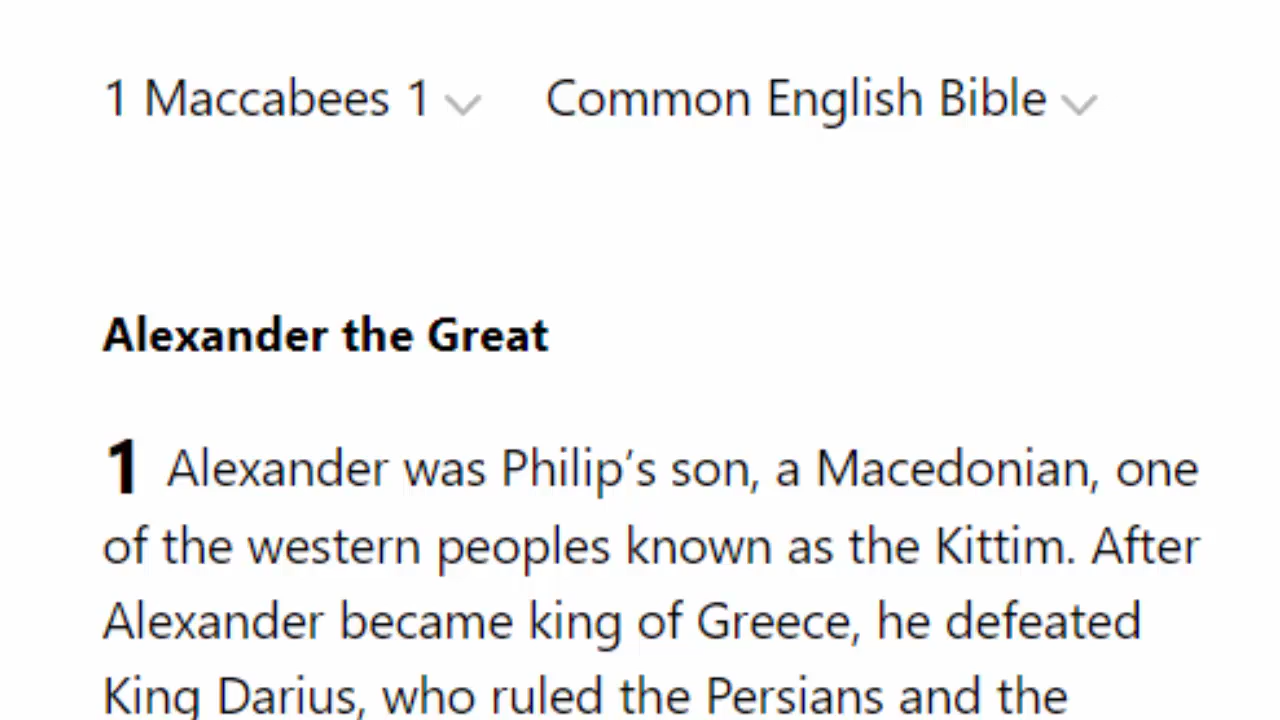 1 Maccabees 1 Common English Bible
Alexander the Great
1 Alexander was Philip’s son, a Macedonian, one
of the western peoples known as the Kittim. After
Alexander became king of Greece, he defeated
King Darius, who ruled the Persians and the